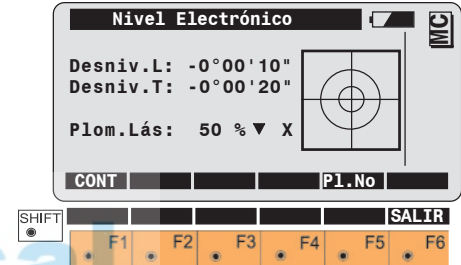 Nivel Electrónico
MC
Desniv.L: -0°00'10"
Desniv.T: -0°00'20"
Plom.Lás: 50 %▼ X
CONT Pl.No
SHIFT SALIR
F1 F2 F3 F4 F5 F6